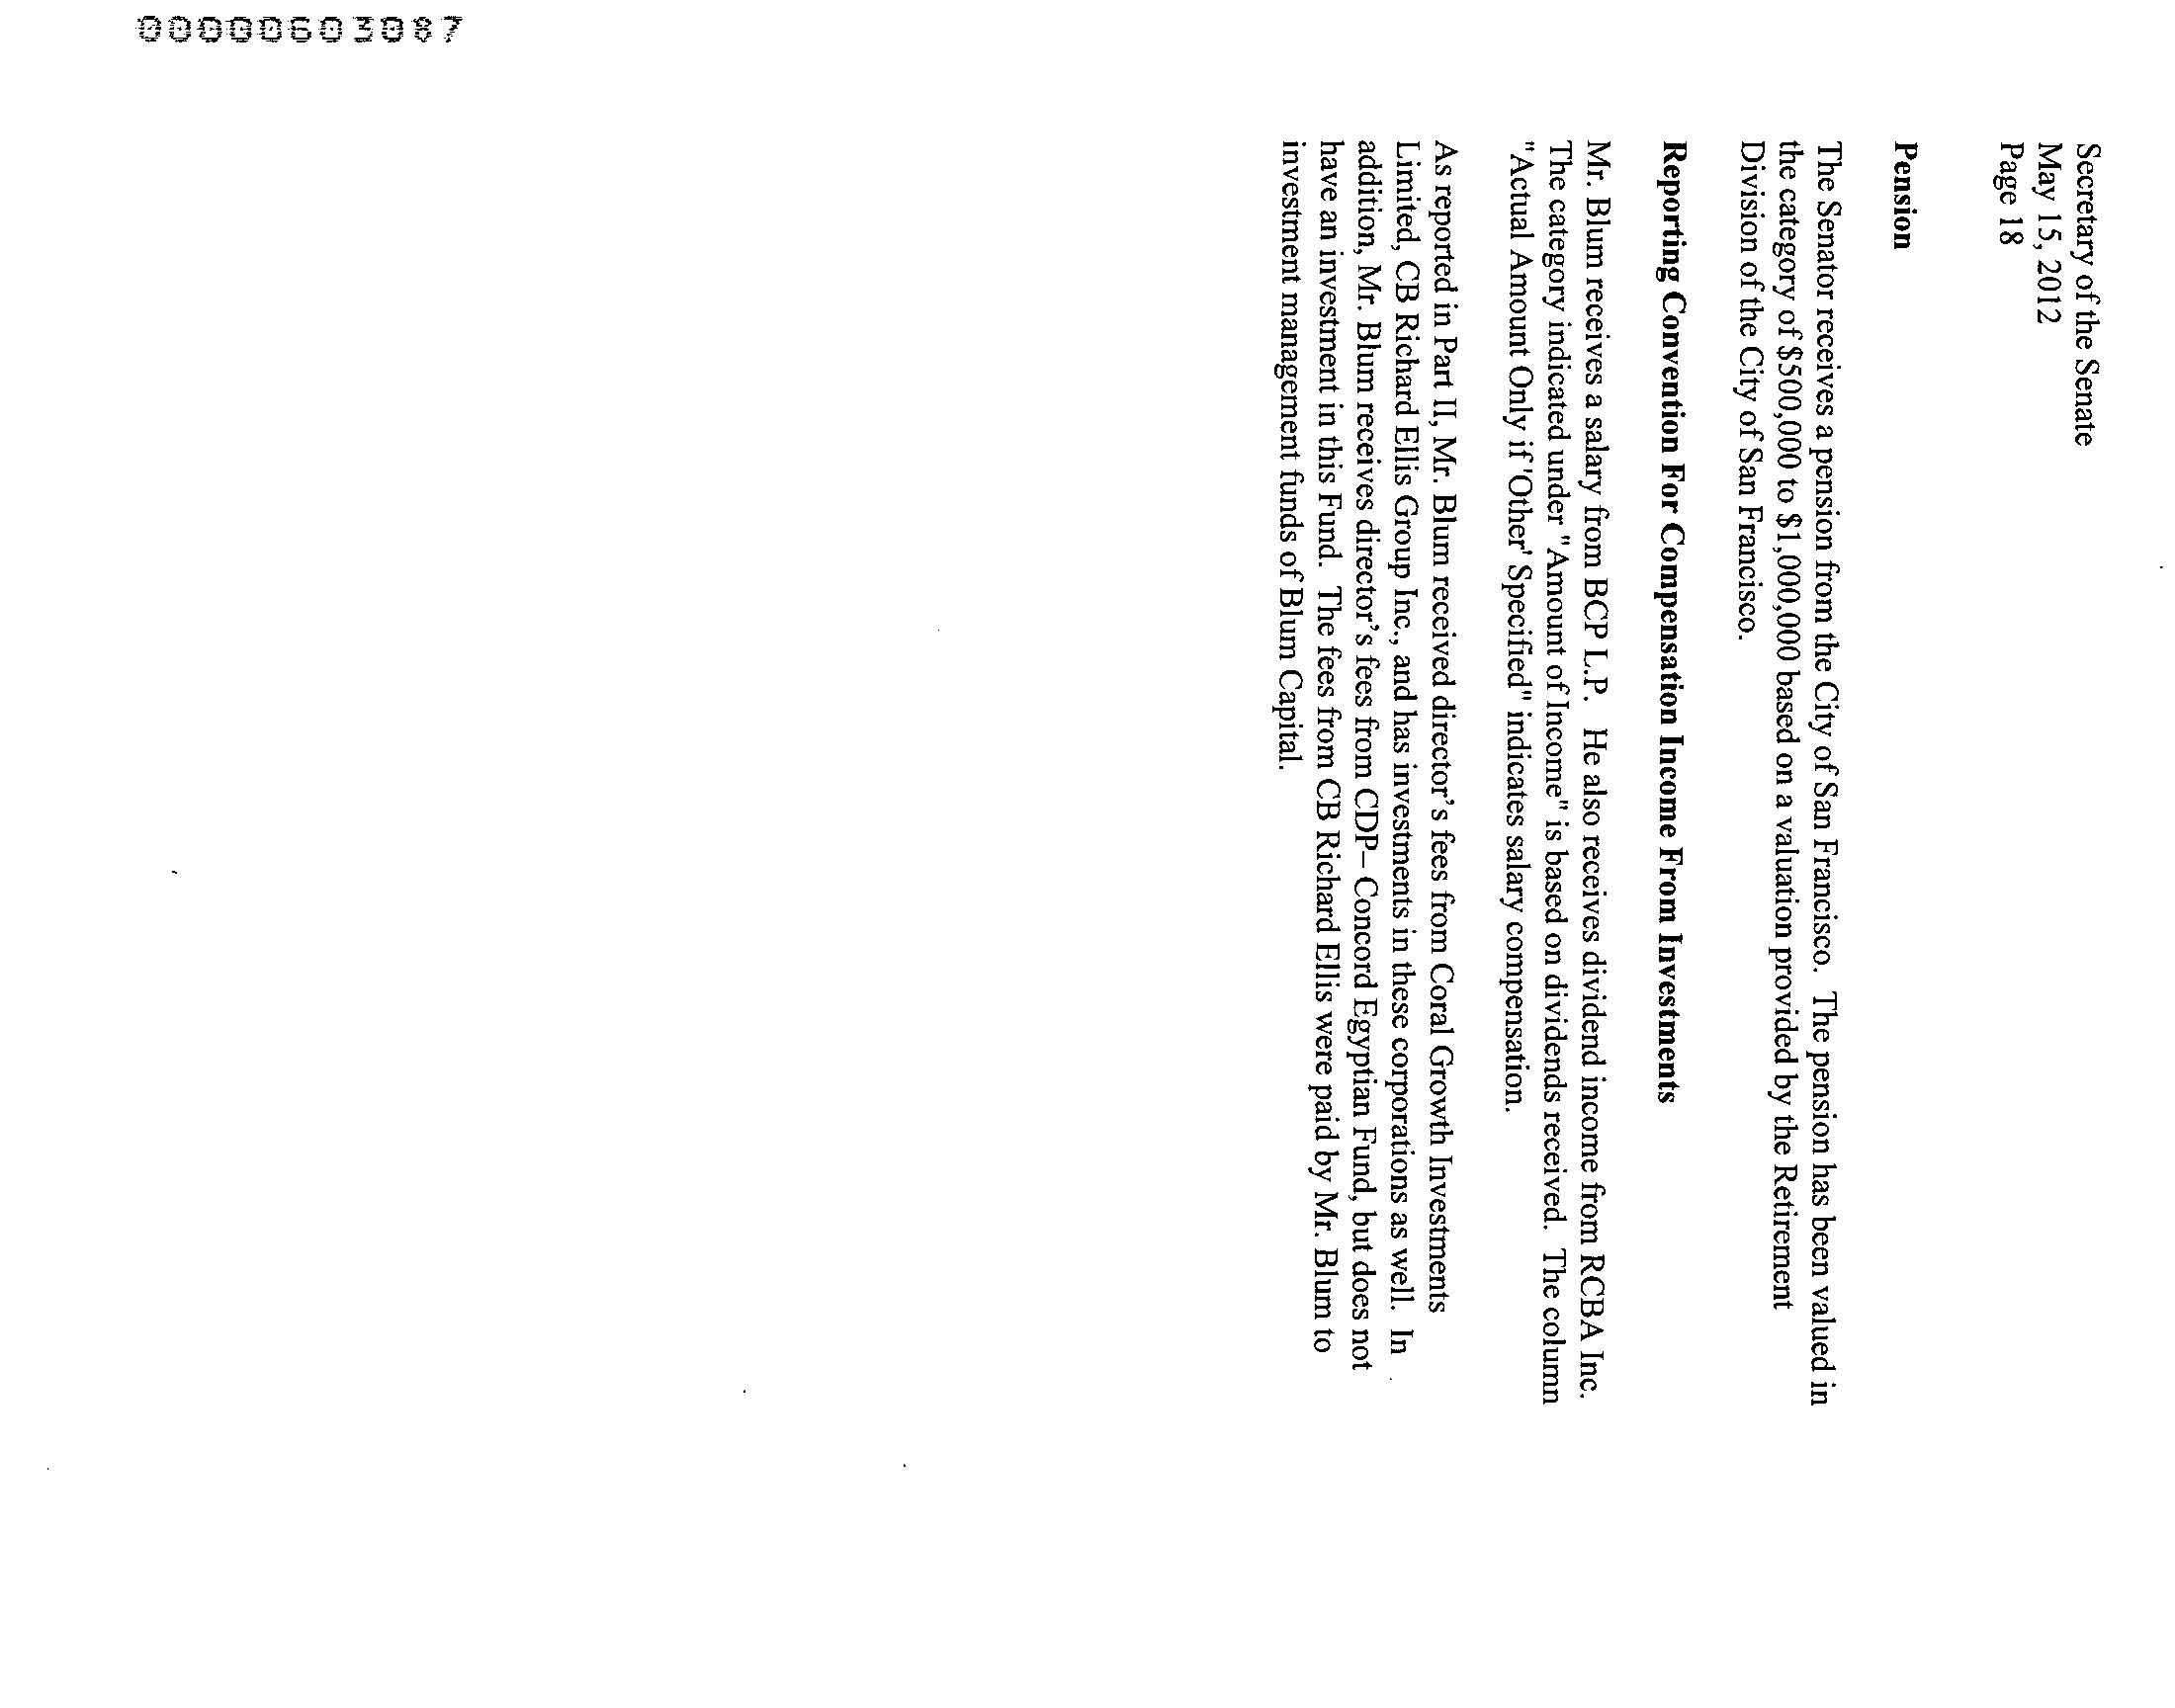 00000603087
Secretary of the Senate
May 15, 2012
Page 18
Pension
The Senator receives a pension from the City of San Francisco. The pension has been valued in
the category of $500,000 to $1,000,000 based on a valuation provided by the Retirement
Division of the City of San Francisco.
Reporting Convention For Compensation Income From Investments
Mr. Blum receives a salary from BCP L.P. He also receives dividend income from RCBA Inc.
The category indicated under "Amount of Income" is based on dividends received. The column
"Actual Amount Only if 'Other' Specified" indicates salary compensation.
As reported in Part II, Mr. Blum received director's fees from Coral Growth Investments
Limited, CB Richard Ellis Group Inc., and has investments in these corporations as well. In
addition, Mr. Blum receives director's fees from CDP– Concord Egyptian Fund, but does not
have an investment in this Fund. The fees from CB Richard Ellis were paid by Mr. Blum to
investment management funds of Blum Capital.